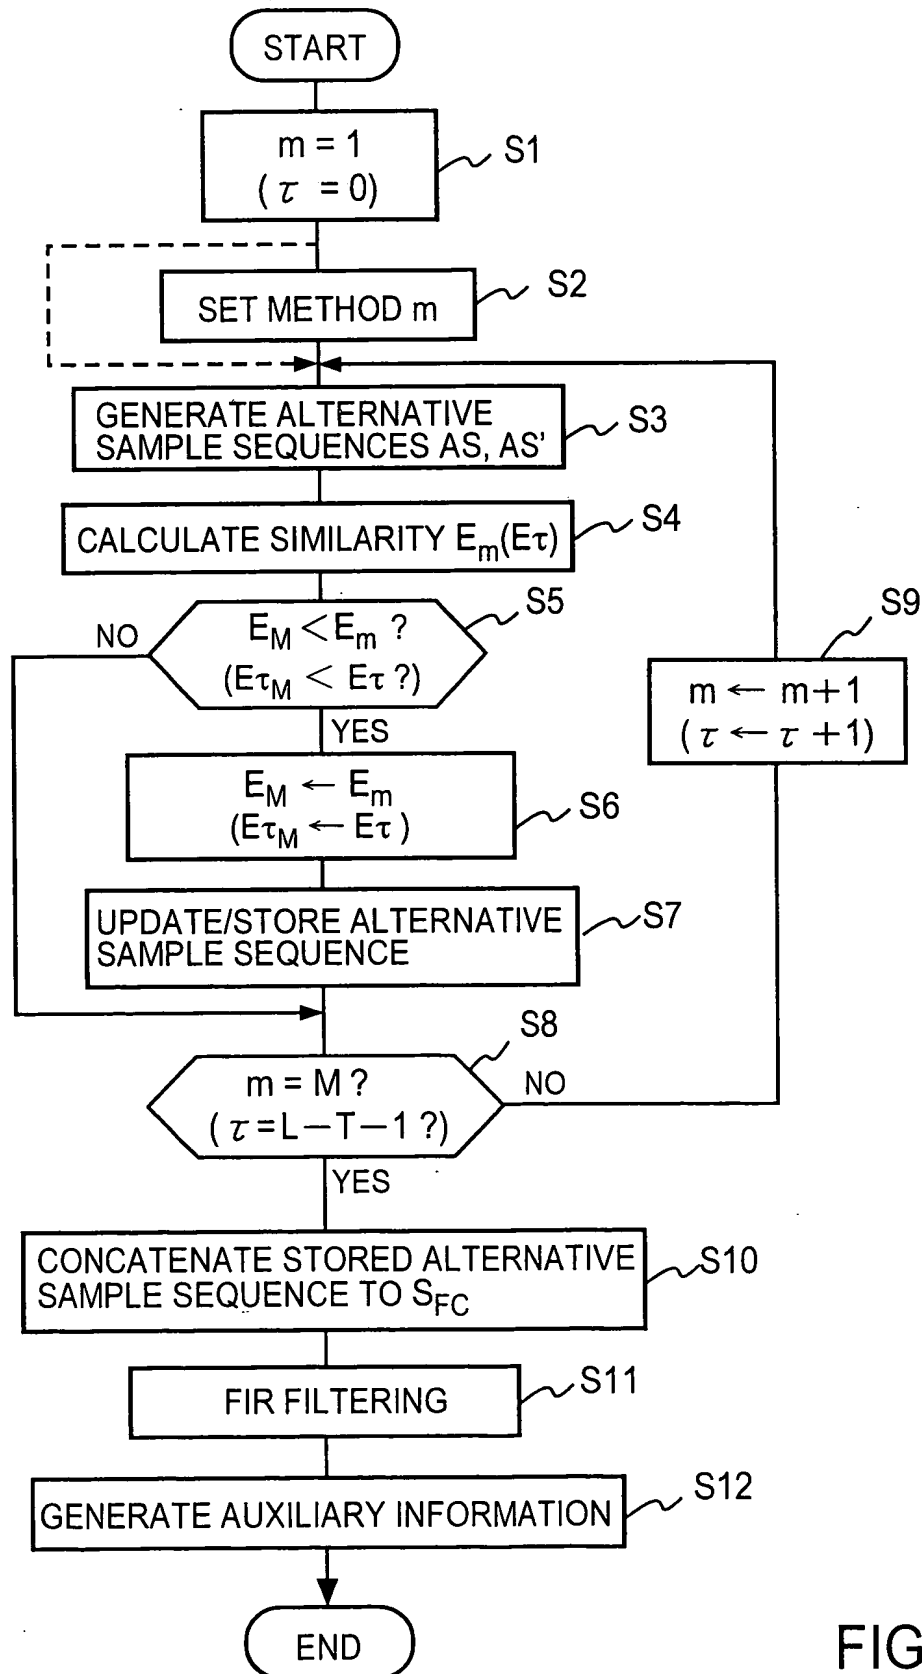 START
m = 1
( τ = 0)
S1
SET METHOD m
S2
GENERATE ALTERNATIVE
SAMPLE SEQUENCES AS, AS'
S3
CALCULATE SIMILARITY Em(Eτ)
S4
EM < Em ?
(EτM < Eτ ?)
S5
NO
YES
EM ← Em
(EτM ← Eτ )
S6
UPDATE/STORE ALTERNATIVE
SAMPLE SEQUENCE
S7
m = M ?
( τ =L−T−1 ?)
S8
NO
YES
m ← m+1
( τ ← τ +1)
S9
CONCATENATE STORED ALTERNATIVE
SAMPLE SEQUENCE TO SFC
S10
FIR FILTERING
S11
GENERATE AUXILIARY INFORMATION
S12
END
FIG